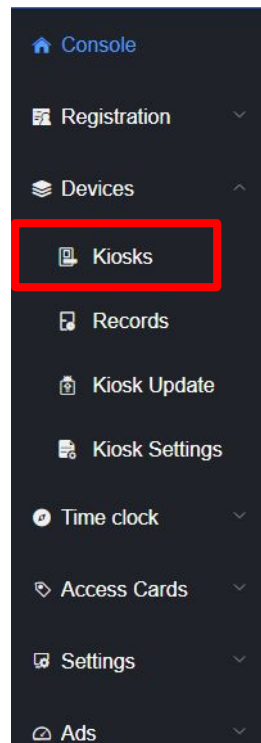 Console
Registration
Devices
Kiosks
Records
Kiosk Update
Kiosk Settings
Time clock
Access Cards
Settings
Ads